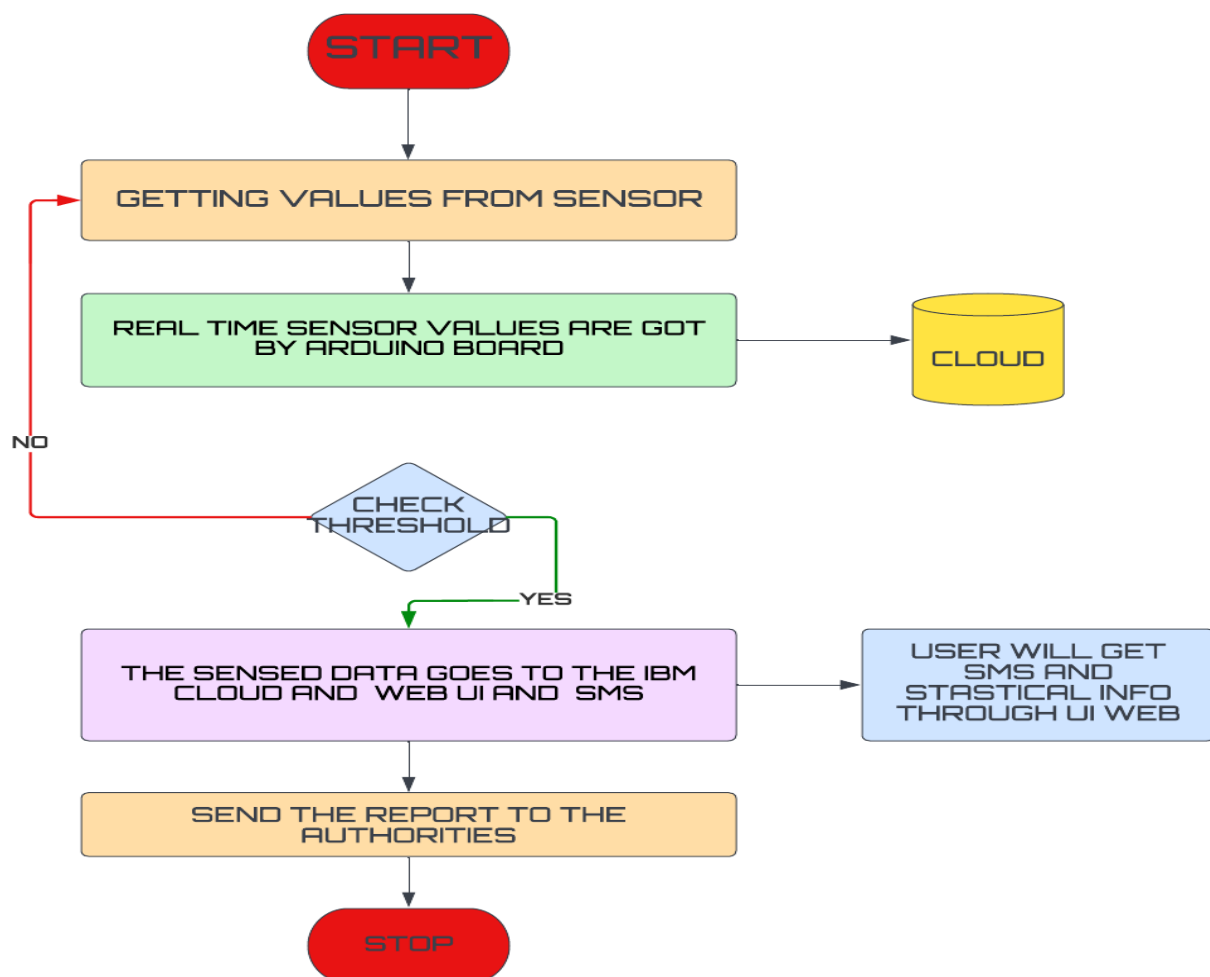 START
GETTING VALUES FROM SENSOR
REAL TIME SENSOR VALUES ARE GOT
BY ARDUINO BOARD
CLOUD
NO
CHECK
THRESHOLD
YES
THE SENSED DATA GOES TO THE IBM
CLOUD AND WEB UI AND SMS
USER WILL GET
SMS AND
STASTICAL INFO
THROUGH UI WEB
SEND THE REPORT TO THE
AUTHORITIES
STOP